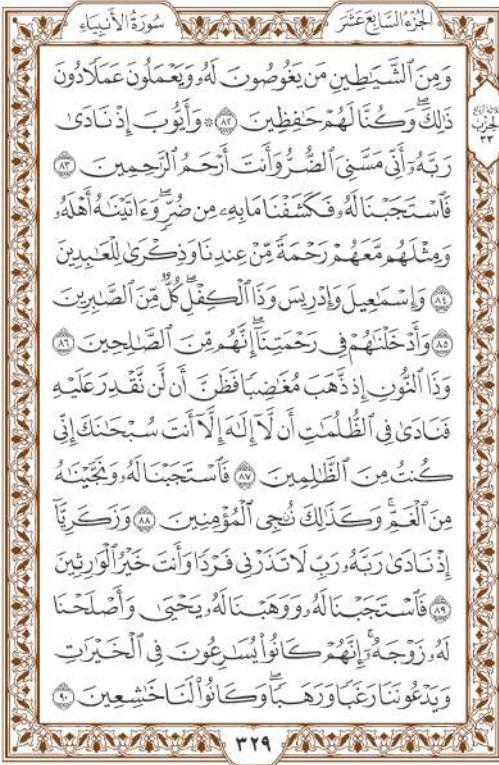 الجزء السابع عشر
سورة الأنبياء
وَمِنَ ٱلشَّيَٰطِينِ مَن يَغُوصُونَ لَهُۥ وَيَعْمَلُونَ عَمَلًا دُونَ
ذَٰلِكَۖ وَكُنَّا لَهُمْ حَٰفِظِينَ ٨٢ ۞ وَأَيُّوبَ إِذْ نَادَىٰ
رَبَّهُۥٓ أَنِّي مَسَّنِيَ ٱلضُّرُّ وَأَنتَ أَرْحَمُ ٱلرَّٰحِمِينَ ٨٣
فَٱسْتَجَبْنَا لَهُۥ فَكَشَفْنَا مَا بِهِۦ مِن ضُرٍّۖ وَءَاتَيْنَٰهُ أَهْلَهُۥ
وَمِثْلَهُم مَّعَهُمْ رَحْمَةً مِّنْ عِندِنَا وَذِكْرَىٰ لِلْعَٰبِدِينَ
٨٤ وَإِسْمَٰعِيلَ وَإِدْرِيسَ وَذَا ٱلْكِفْلِۖ كُلٌّ مِّنَ ٱلصَّٰبِرِينَ
٨٥ وَأَدْخَلْنَٰهُمْ فِي رَحْمَتِنَآۖ إِنَّهُم مِّنَ ٱلصَّٰلِحِينَ ٨٦
وَذَا ٱلنُّونِ إِذ ذَّهَبَ مُغَٰضِبًا فَظَنَّ أَن لَّن نَّقْدِرَ عَلَيْهِ
فَنَادَىٰ فِي ٱلظُّلُمَٰتِ أَن لَّآ إِلَٰهَ إِلَّآ أَنتَ سُبْحَٰنَكَ إِنِّي
كُنتُ مِنَ ٱلظَّٰلِمِينَ ٨٧ فَٱسْتَجَبْنَا لَهُۥ وَنَجَّيْنَٰهُ
مِنَ ٱلْغَمِّۚ وَكَذَٰلِكَ نُـۨجِي ٱلْمُؤْمِنِينَ ٨٨ وَزَكَرِيَّآ
إِذْ نَادَىٰ رَبَّهُۥ رَبِّ لَا تَذَرْنِي فَرْدًا وَأَنتَ خَيْرُ ٱلْوَٰرِثِينَ
٨٩ فَٱسْتَجَبْنَا لَهُۥ وَوَهَبْنَا لَهُۥ يَحْيَىٰ وَأَصْلَحْنَا
لَهُۥ زَوْجَهُۥٓۚ إِنَّهُمْ كَانُوا۟ يُسَٰرِعُونَ فِي ٱلْخَيْرَٰتِ
وَيَدْعُونَنَا رَغَبًا وَرَهَبًاۖ وَكَانُوا۟ لَنَا خَٰشِعِينَ ٩٠
الحزب
٣٣
٣٢٩